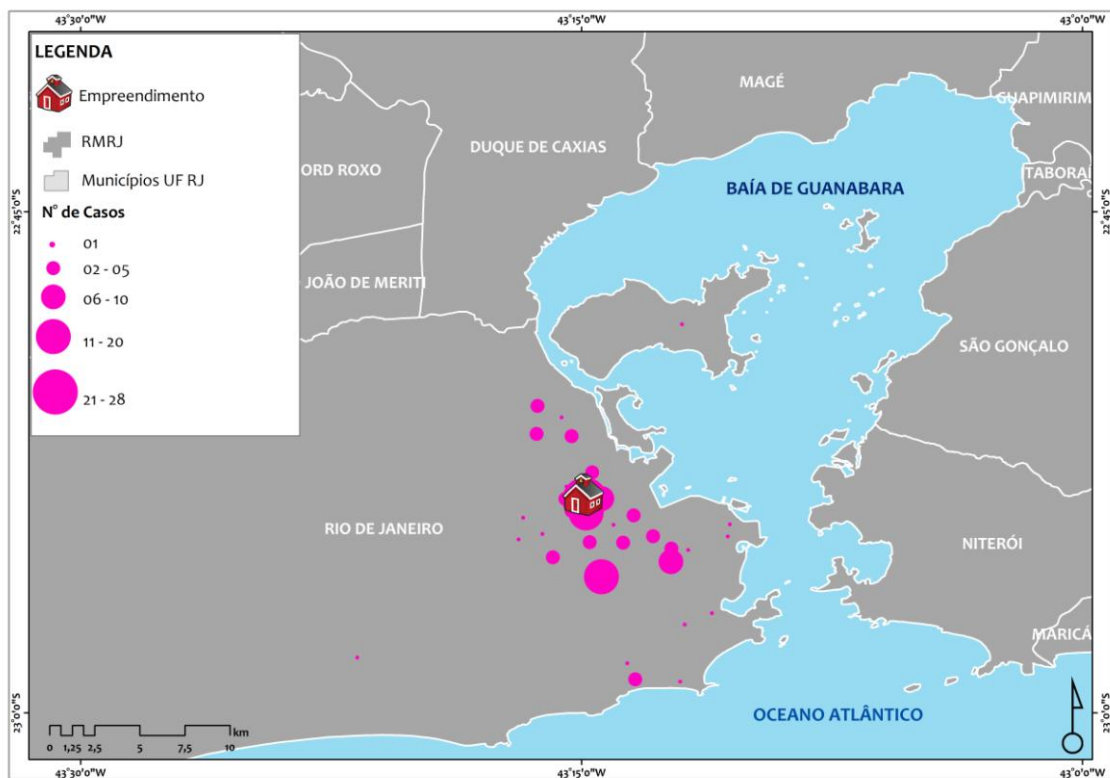 43°30'0"W
43°15'0"W
43°0'0"W
LEGENDA
Empreendimento
RMRJ
Municípios UF RJ
N° de Casos
01
02 - 05
06 - 10
11 - 20
21 - 28
MAGÉ
GUAPIMIRIM
DUQUE DE CAXIAS
ORD ROXO
ITABORAÍ
BAÍA DE GUANABARA
22°45'0"S
22°45'0"S
JOÃO DE MERITI
SÃO GONÇALO
RIO DE JANEIRO
NITERÓI
MARICÁ
OCEANO ATLÂNTICO
23°0'0"S
23°0'0"S
km
0 1,25 2,5 5 7,5 10
43°30'0"W
43°15'0"W
43°0'0"W